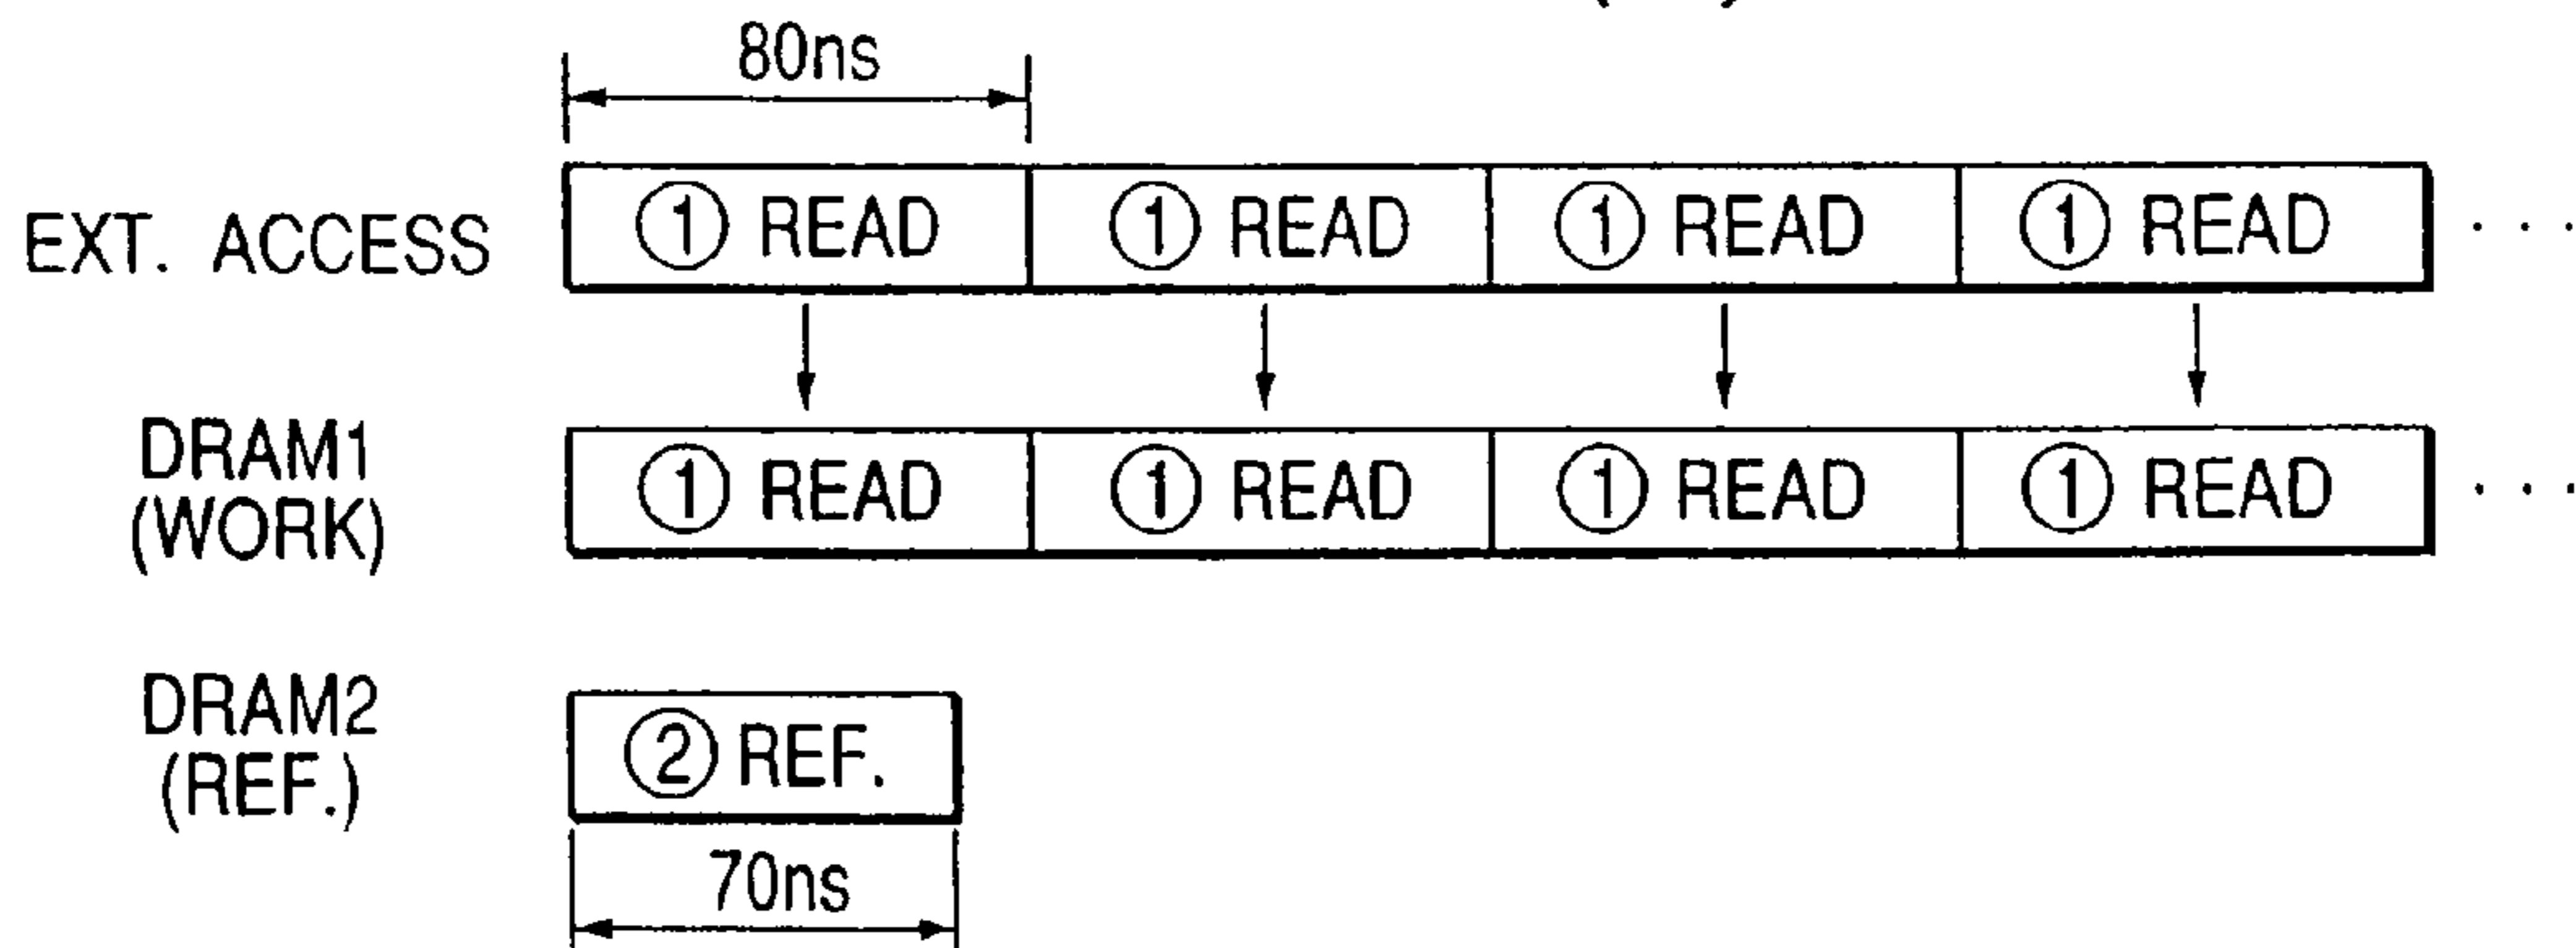 80ns
EXT. ACCESS ① READ ① READ ① READ ① READ . . .
DRAM1
(WORK)
① READ ① READ ① READ ① READ . . .
DRAM2
(REF.)
② REF.
70ns